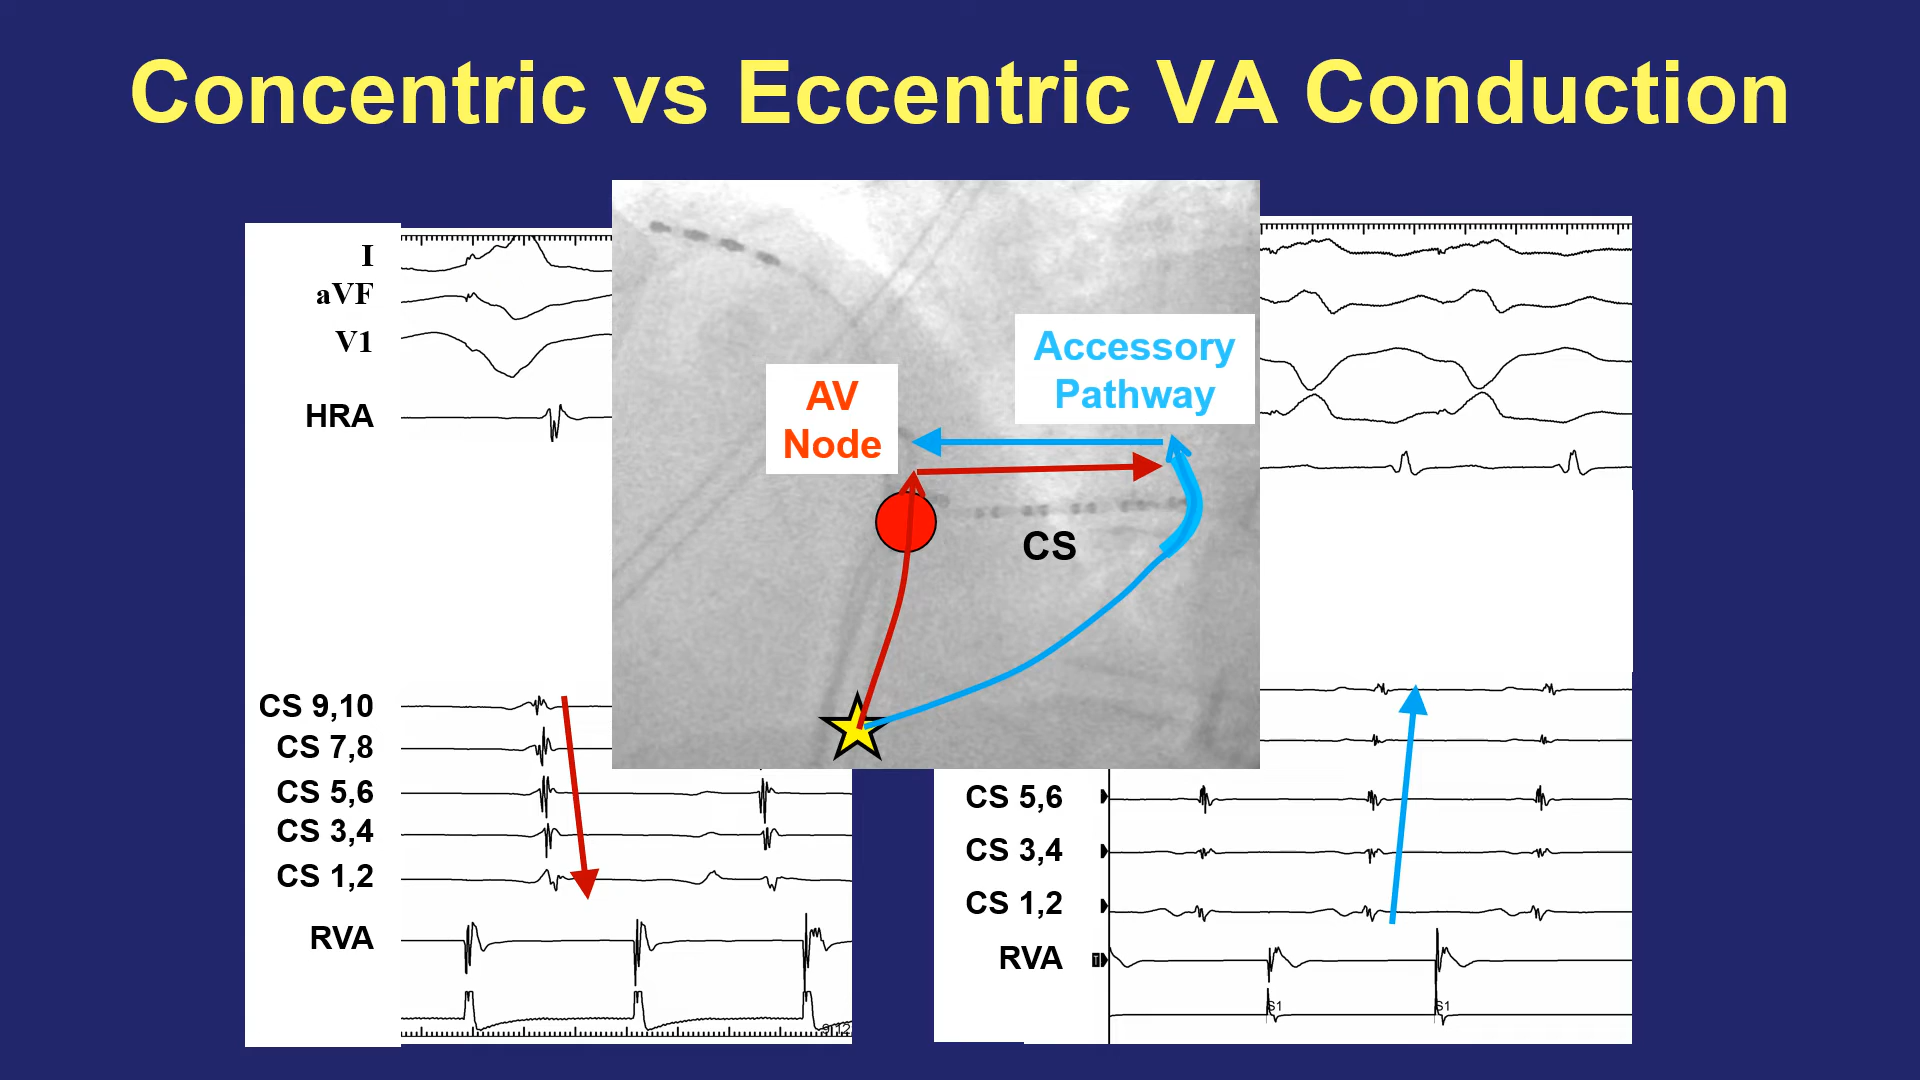 Concentric vs Eccentric VA Conduction
I
aVF
V1
HRA
CS 9,10
CS 7,8
CS 5,6
CS 3,4
CS 1,2
RVA
AV
Node
Accessory
Pathway
CS
CS 5,6
CS 3,4
CS 1,2
RVA
S1
S1